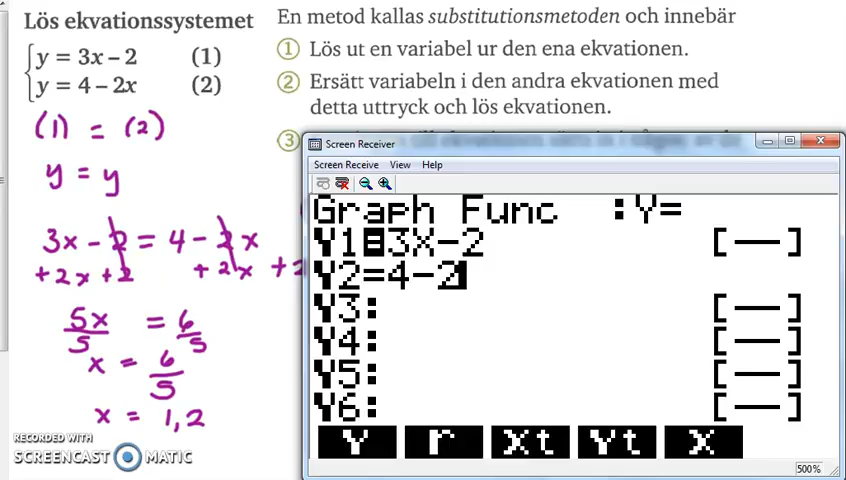 Lös ekvationssystemet
y = 3x – 2 (1)
y = 4 – 2x (2)
(1) = (2)
y = y
3x - 2 = 4 - 2x
+2x +2 +2x +2
5x/5 = 6/5
x = 6/5
x = 1,2
RECORDED WITH
SCREENCAST MATIC
En metod kallas substitutionsmetoden och innebär
① Lös ut en variabel ur den ena ekvationen.
② Ersätt variabeln i den andra ekvationen med
detta uttryck och lös ekvationen.
③
Screen Receiver
Screen Receive View Help
Graph Func :Y=
Y1=3X-2 [—]
Y2=4-2
Y3: [—]
Y4: [—]
Y5: [—]
Y6: [—]
Y r Xt Yt X
500%